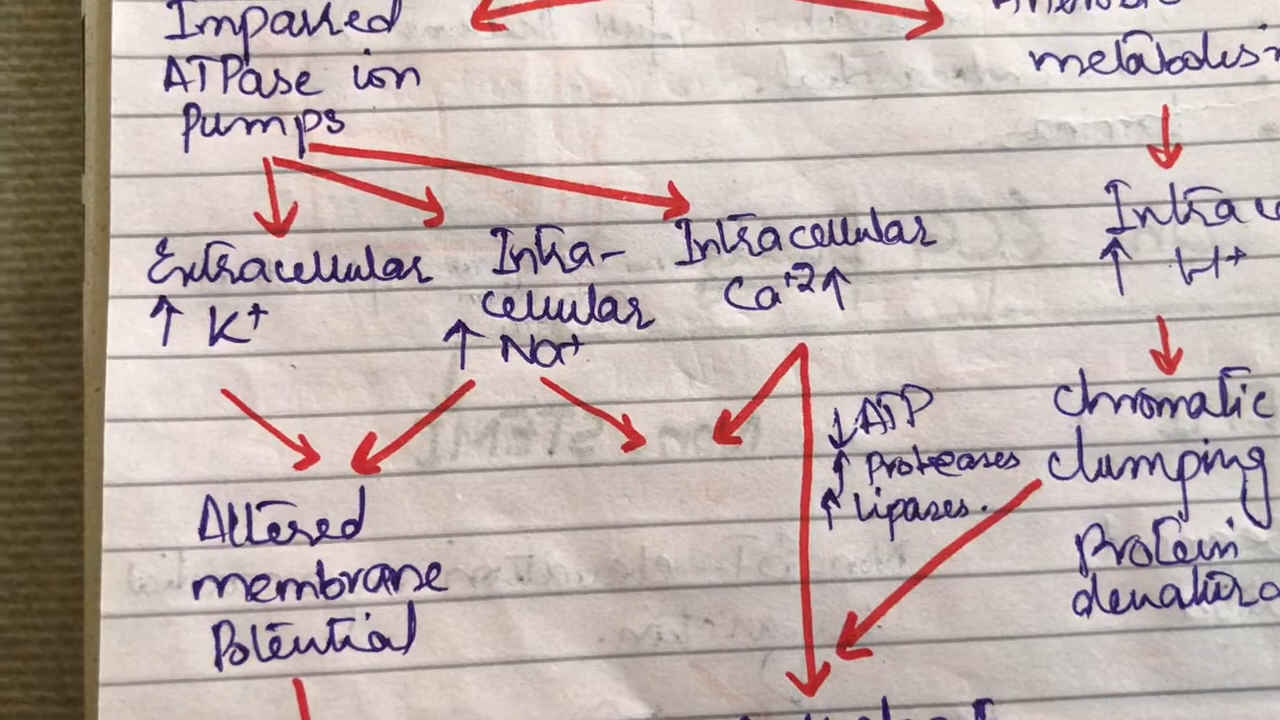 Impaired
ATPase ion
Pumps
metabolis
Extracellular
↑ K+
Intra-
cellular
↑ Na+
Intracellular
Ca+2↑
↑ H+
↓ATP
↑ Proteases
↑ Lipases.
Chromatic
clumping
Protein
Altered
membrane
Potential